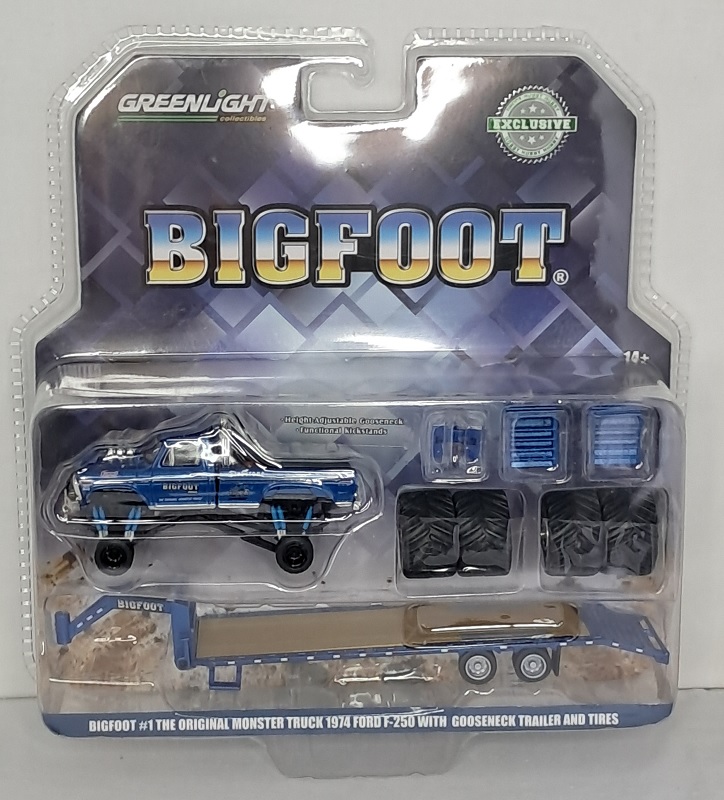 GREENLIGHT
collectibles
EXCLUSIVE
BIGFOOT®
14+
-Height Adjustable Gooseneck
-Functional Kickstands
BIGFOOT
BIGFOOT
BIGFOOT #1 THE ORIGINAL MONSTER TRUCK 1974 FORD F-250 WITH GOOSENECK TRAILER AND TIRES